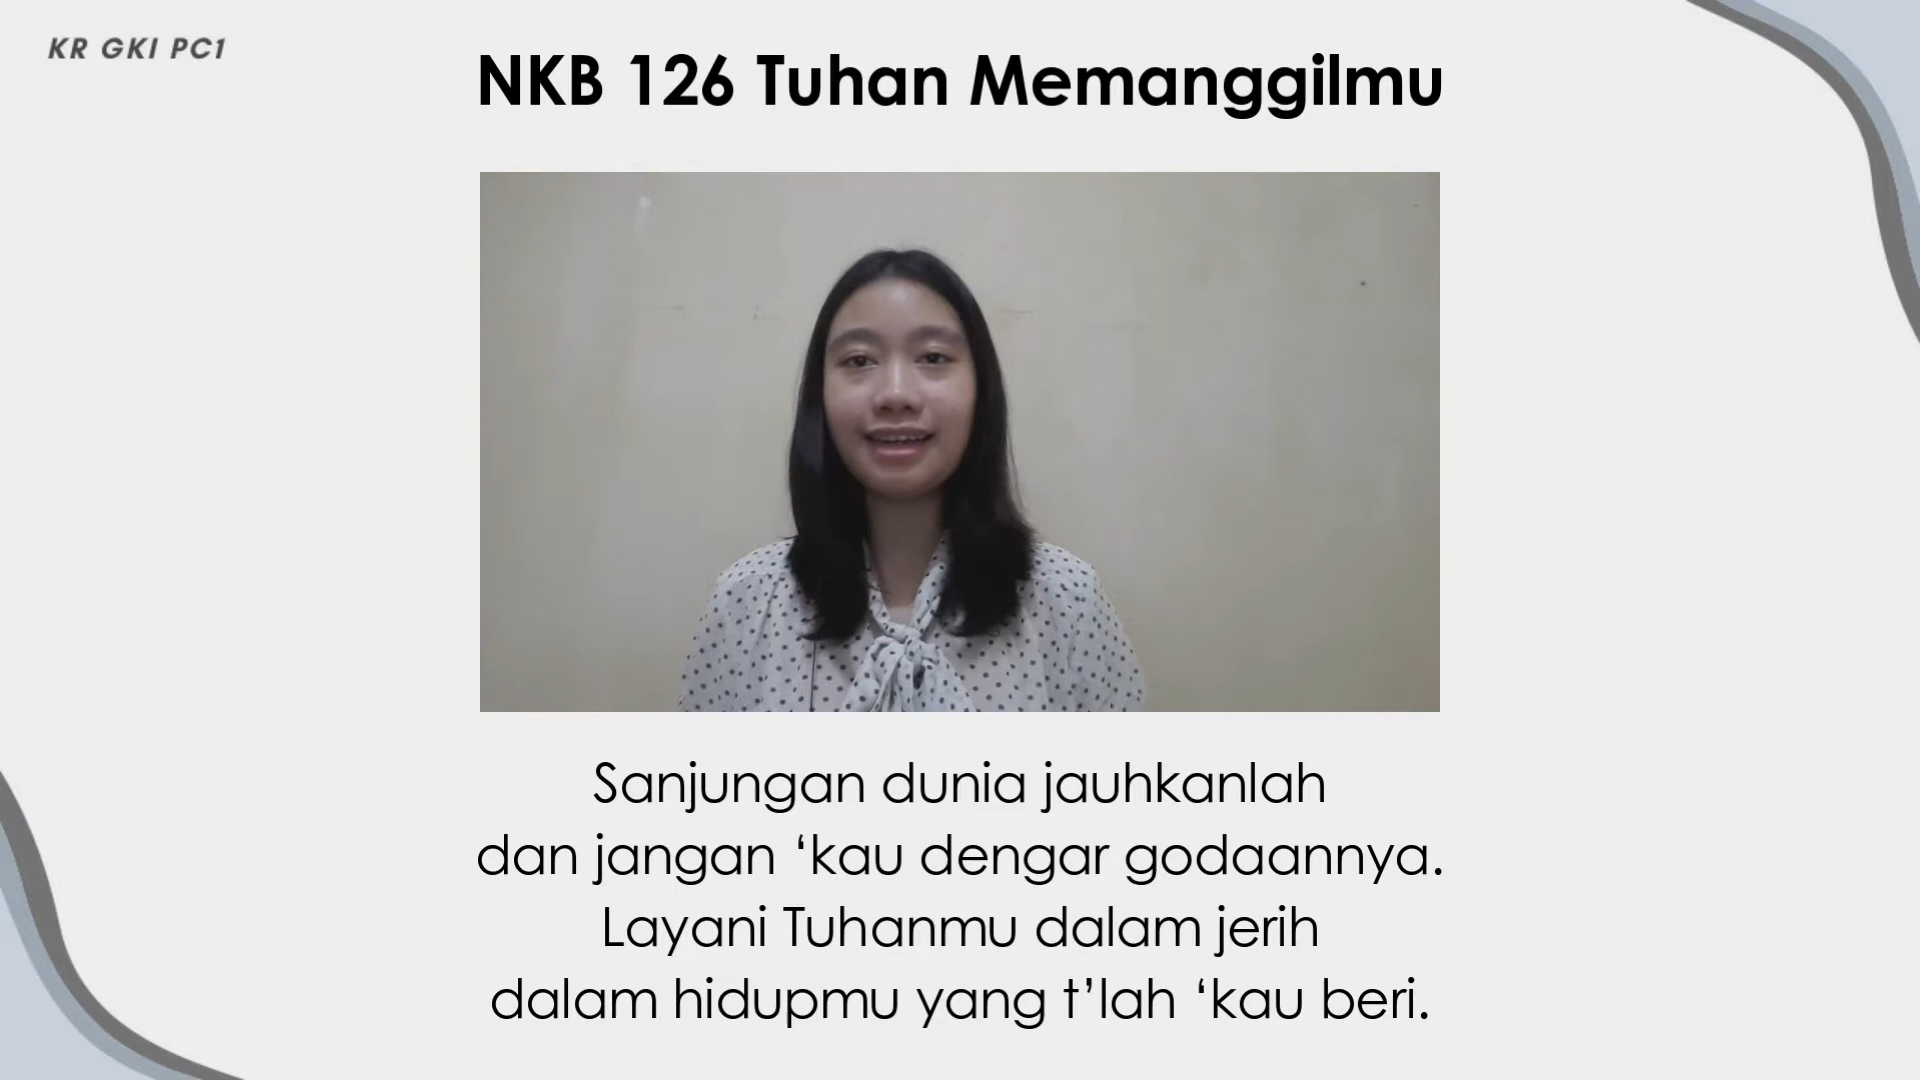 KR GKI PC1
NKB 126 Tuhan Memanggilmu
Sanjungan dunia jauhkanlah
dan jangan ‘kau dengar godaannya.
Layani Tuhanmu dalam jerih
dalam hidupmu yang t’lah ‘kau beri.